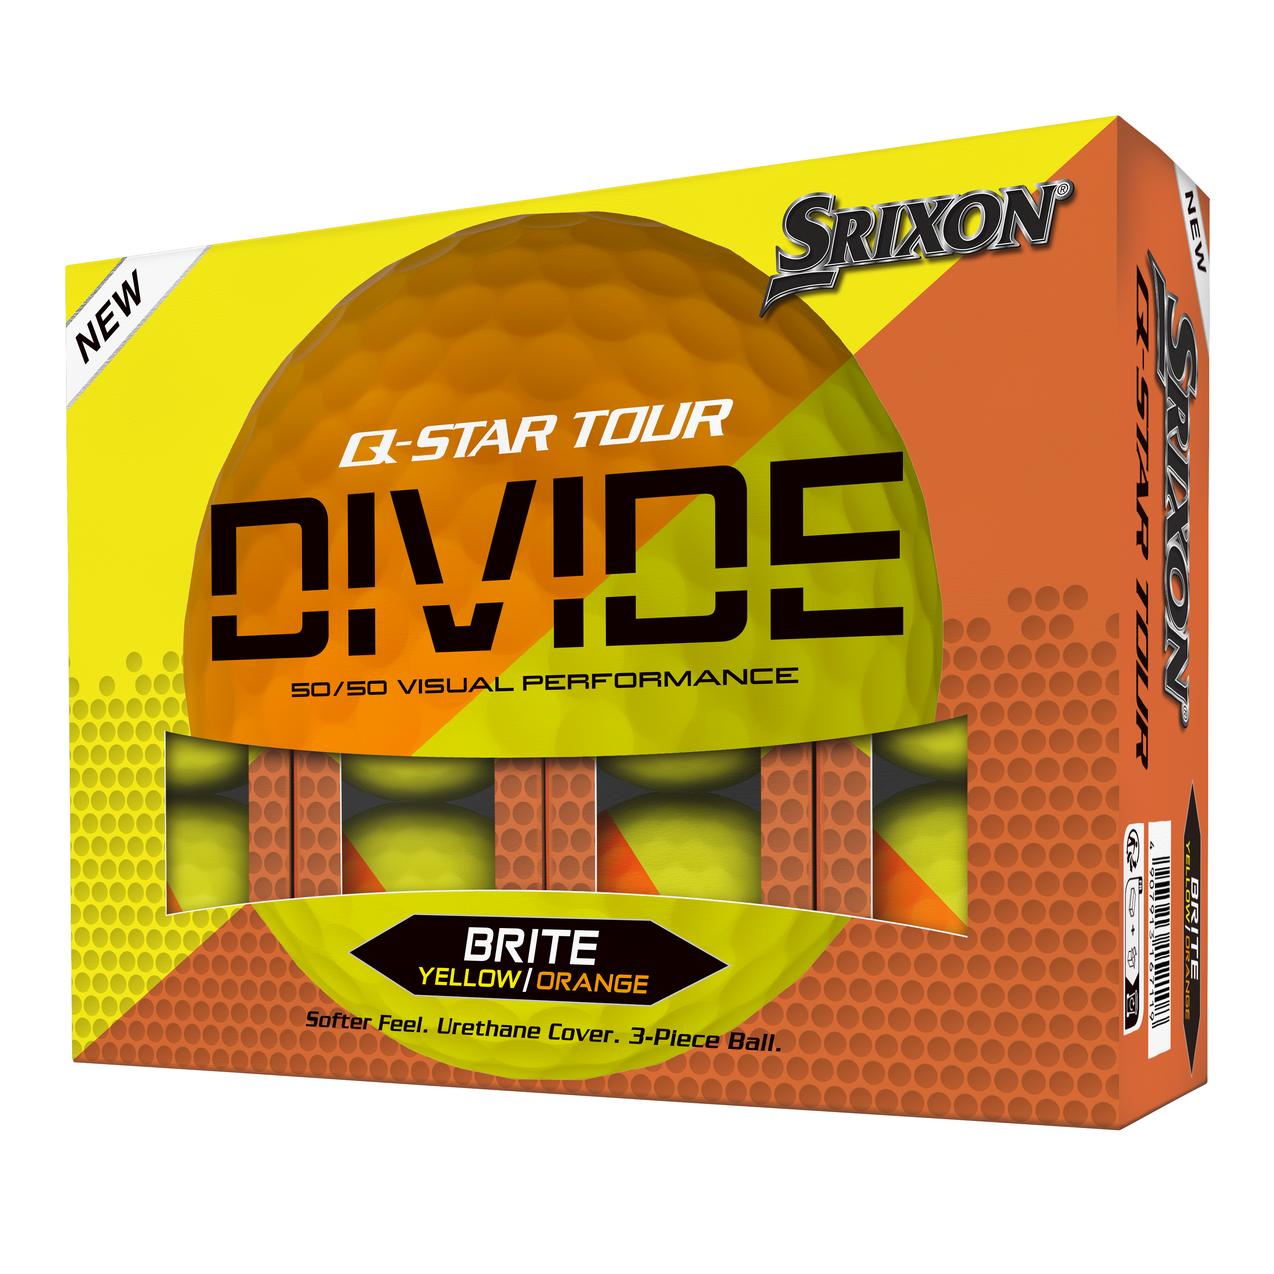 NEW
SRIXON®
Q-STAR TOUR
DIVIDE
50/50 VISUAL PERFORMANCE
BRITE
YELLOW/ORANGE
Softer Feel. Urethane Cover. 3-Piece Ball.
NEW
SRIXON®
Q-STAR TOUR
BRITE
YELLOW/ORANGE